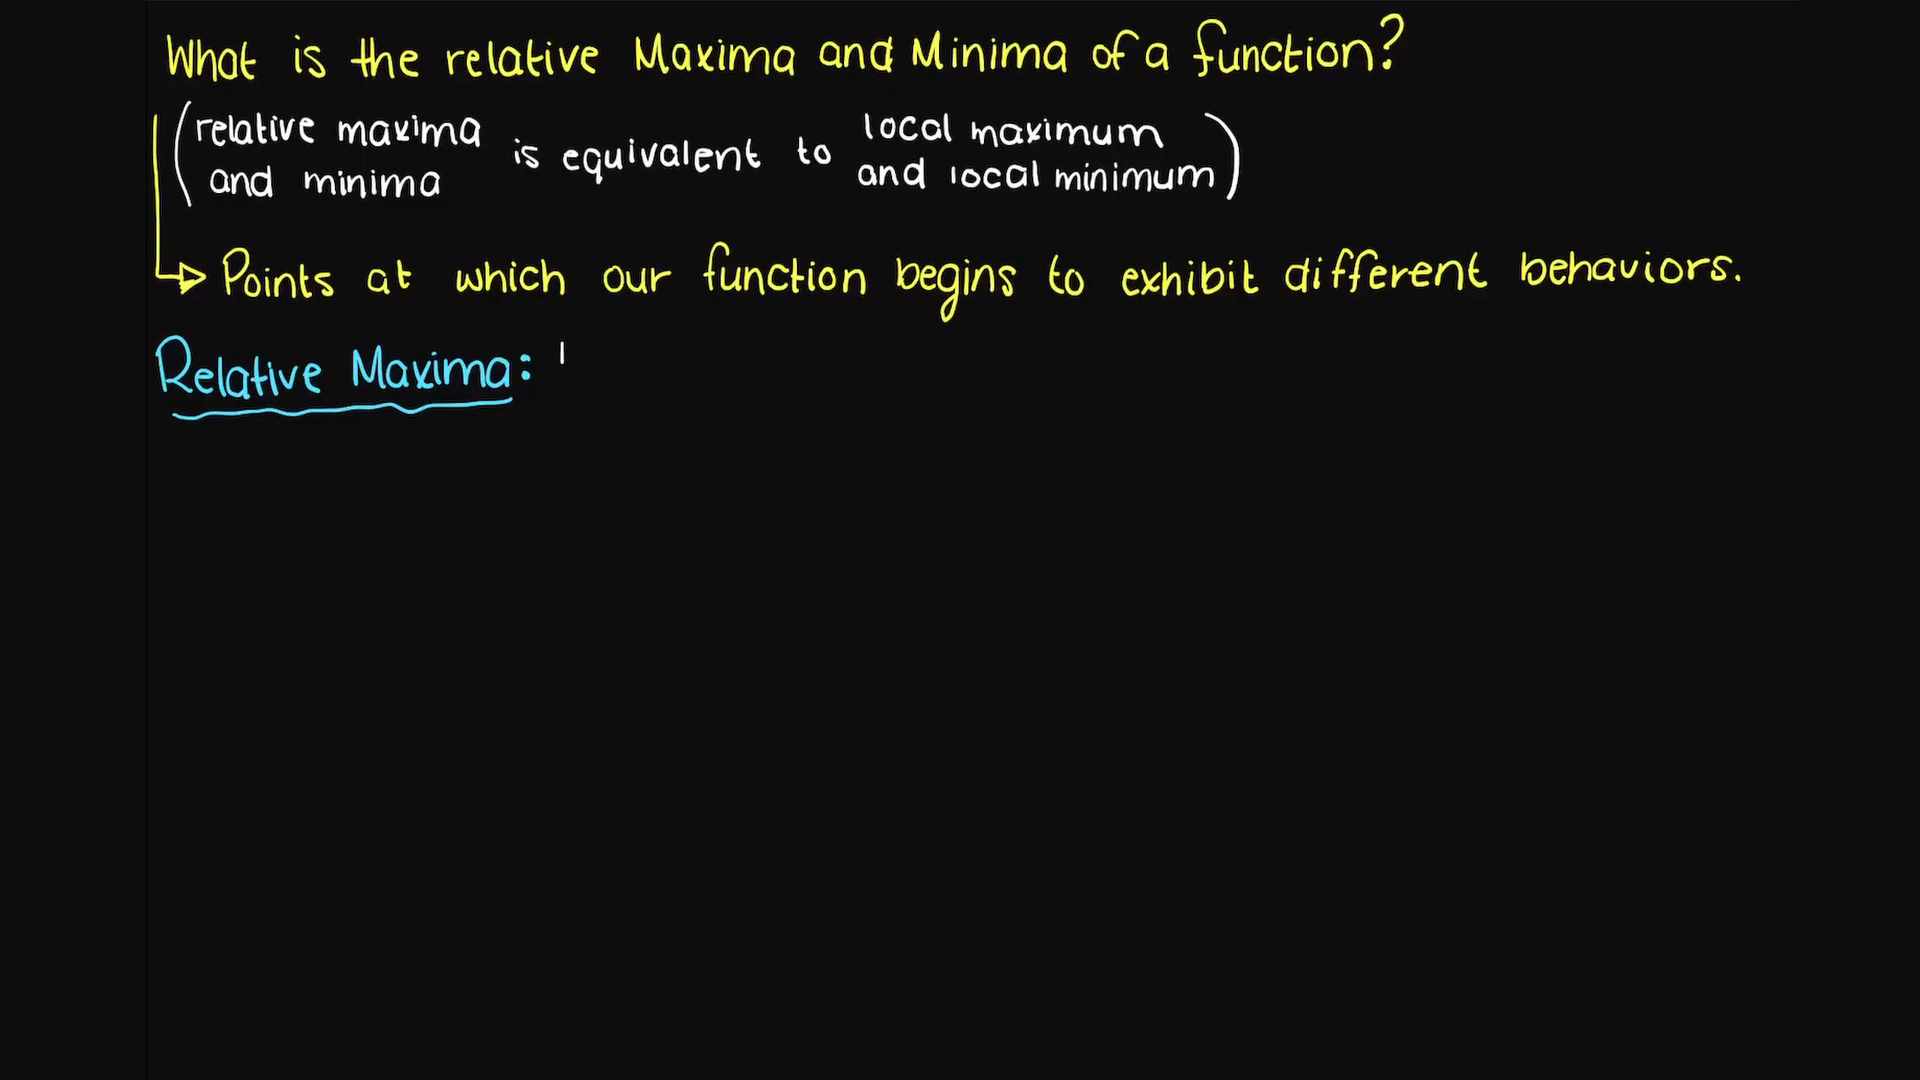 What is the relative Maxima and Minima of a function?
(relative maxima and minima is equivalent to local maximum and local minimum)
Points at which our function begins to exhibit different behaviors.
Relative Maxima: